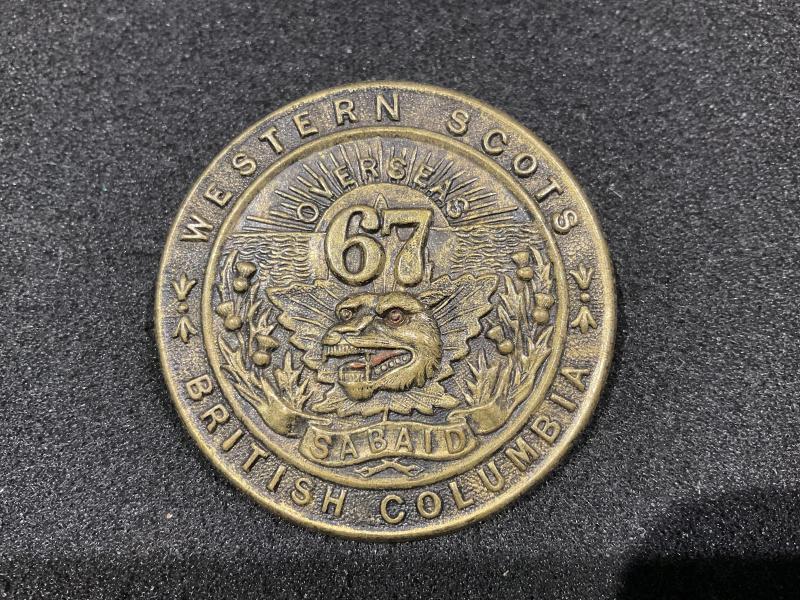 WESTERN SCOTS
OVERSEAS
67
SABAID
BRITISH COLUMBIA